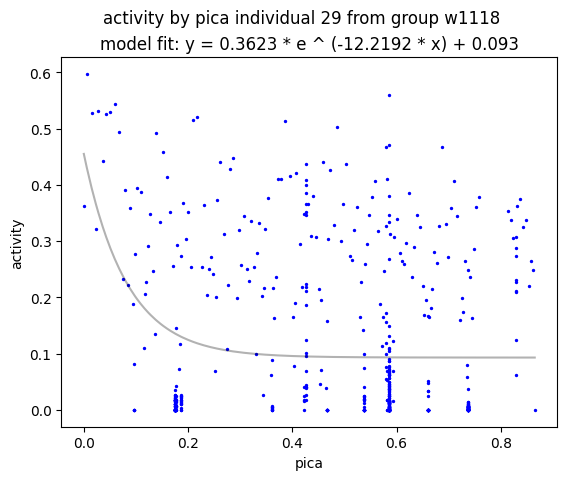 activity by pica individual 29 from group w1118
model fit: y = 0.3623 * e ^ (-12.2192 * x) + 0.093
0.6
0.5
0.4
0.3
0.2
0.1
0.0
activity
0.0 0.2 0.4 0.6 0.8
pica